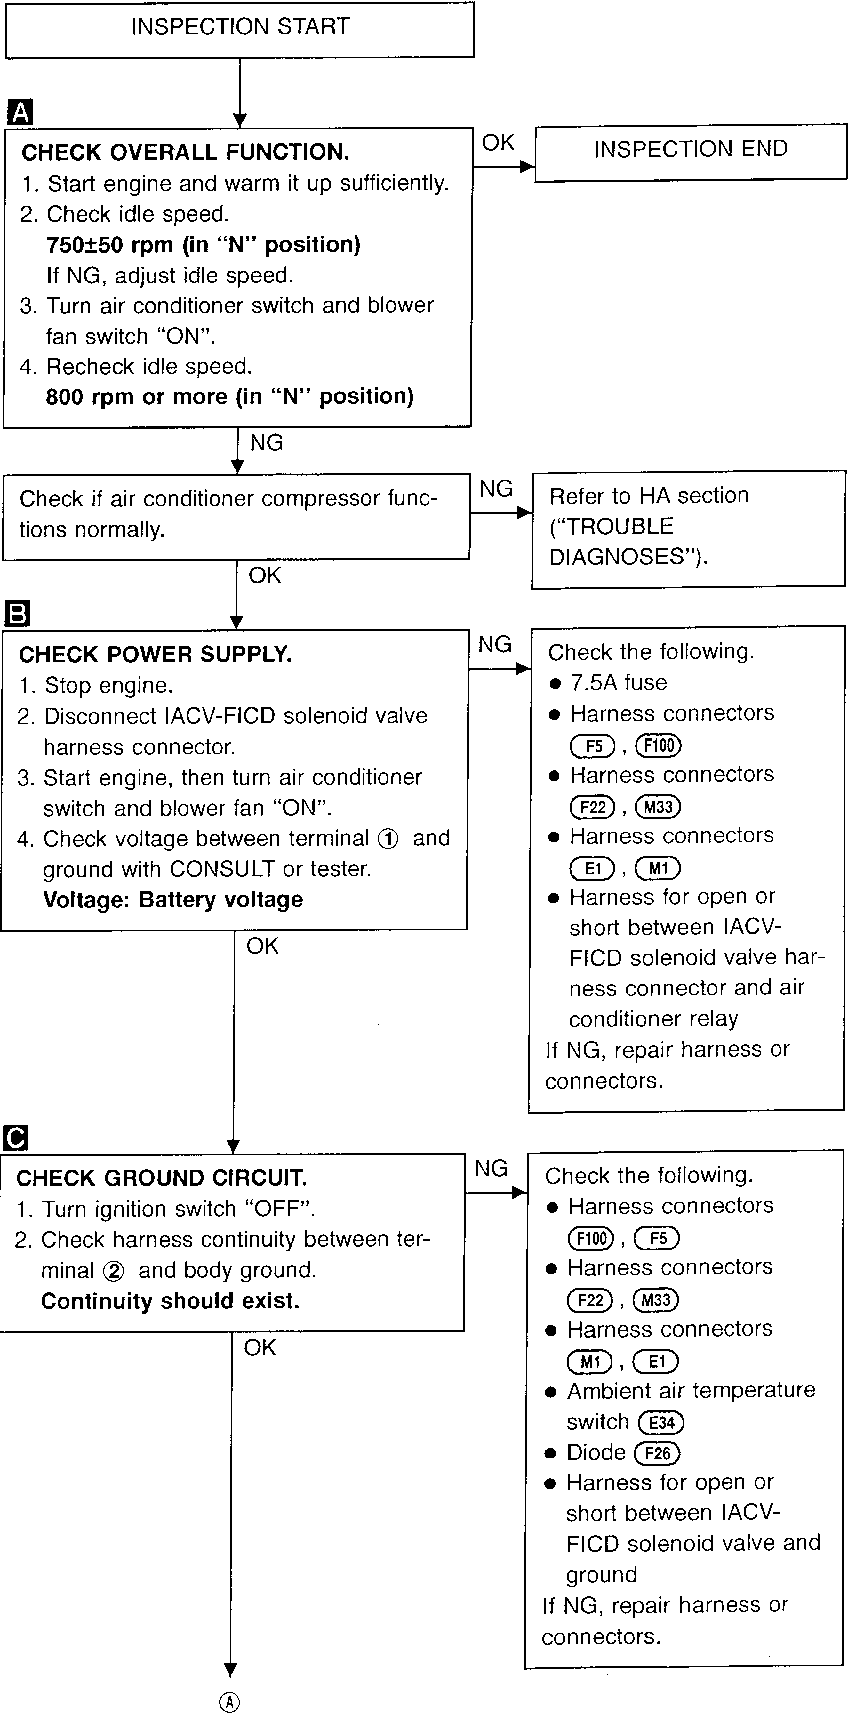 INSPECTION START
A
CHECK OVERALL FUNCTION.
1. Start engine and warm it up sufficiently.
2. Check idle speed.
750±50 rpm (in “N” position)
If NG, adjust idle speed.
3. Turn air conditioner switch and blower
fan switch “ON”.
4. Recheck idle speed.
800 rpm or more (in “N” position)
OK
INSPECTION END
NG
Check if air conditioner compressor func-
tions normally.
NG
Refer to HA section
(“TROUBLE
DIAGNOSES”).
OK
B
CHECK POWER SUPPLY.
1. Stop engine.
2. Disconnect IACV-FICD solenoid valve
harness connector.
3. Start engine, then turn air conditioner
switch and blower fan “ON”.
4. Check voltage between terminal ① and
ground with CONSULT or tester.
Voltage: Battery voltage
NG
Check the following.
● 7.5A fuse
● Harness connectors
F5 , F100
● Harness connectors
F22 , M33
● Harness connectors
E1 , M1
● Harness for open or
short between IACV-
FICD solenoid valve har-
ness connector and air
conditioner relay
If NG, repair harness or
connectors.
OK
C
CHECK GROUND CIRCUIT.
1. Turn ignition switch “OFF”.
2. Check harness continuity between ter-
minal ② and body ground.
Continuity should exist.
NG
Check the following.
● Harness connectors
F100 , F5
● Harness connectors
F22 , M33
● Harness connectors
M1 , E1
● Ambient air temperature
switch E34
● Diode F26
● Harness for open or
short between IACV-
FICD solenoid valve and
ground
If NG, repair harness or
connectors.
OK
Ⓐ